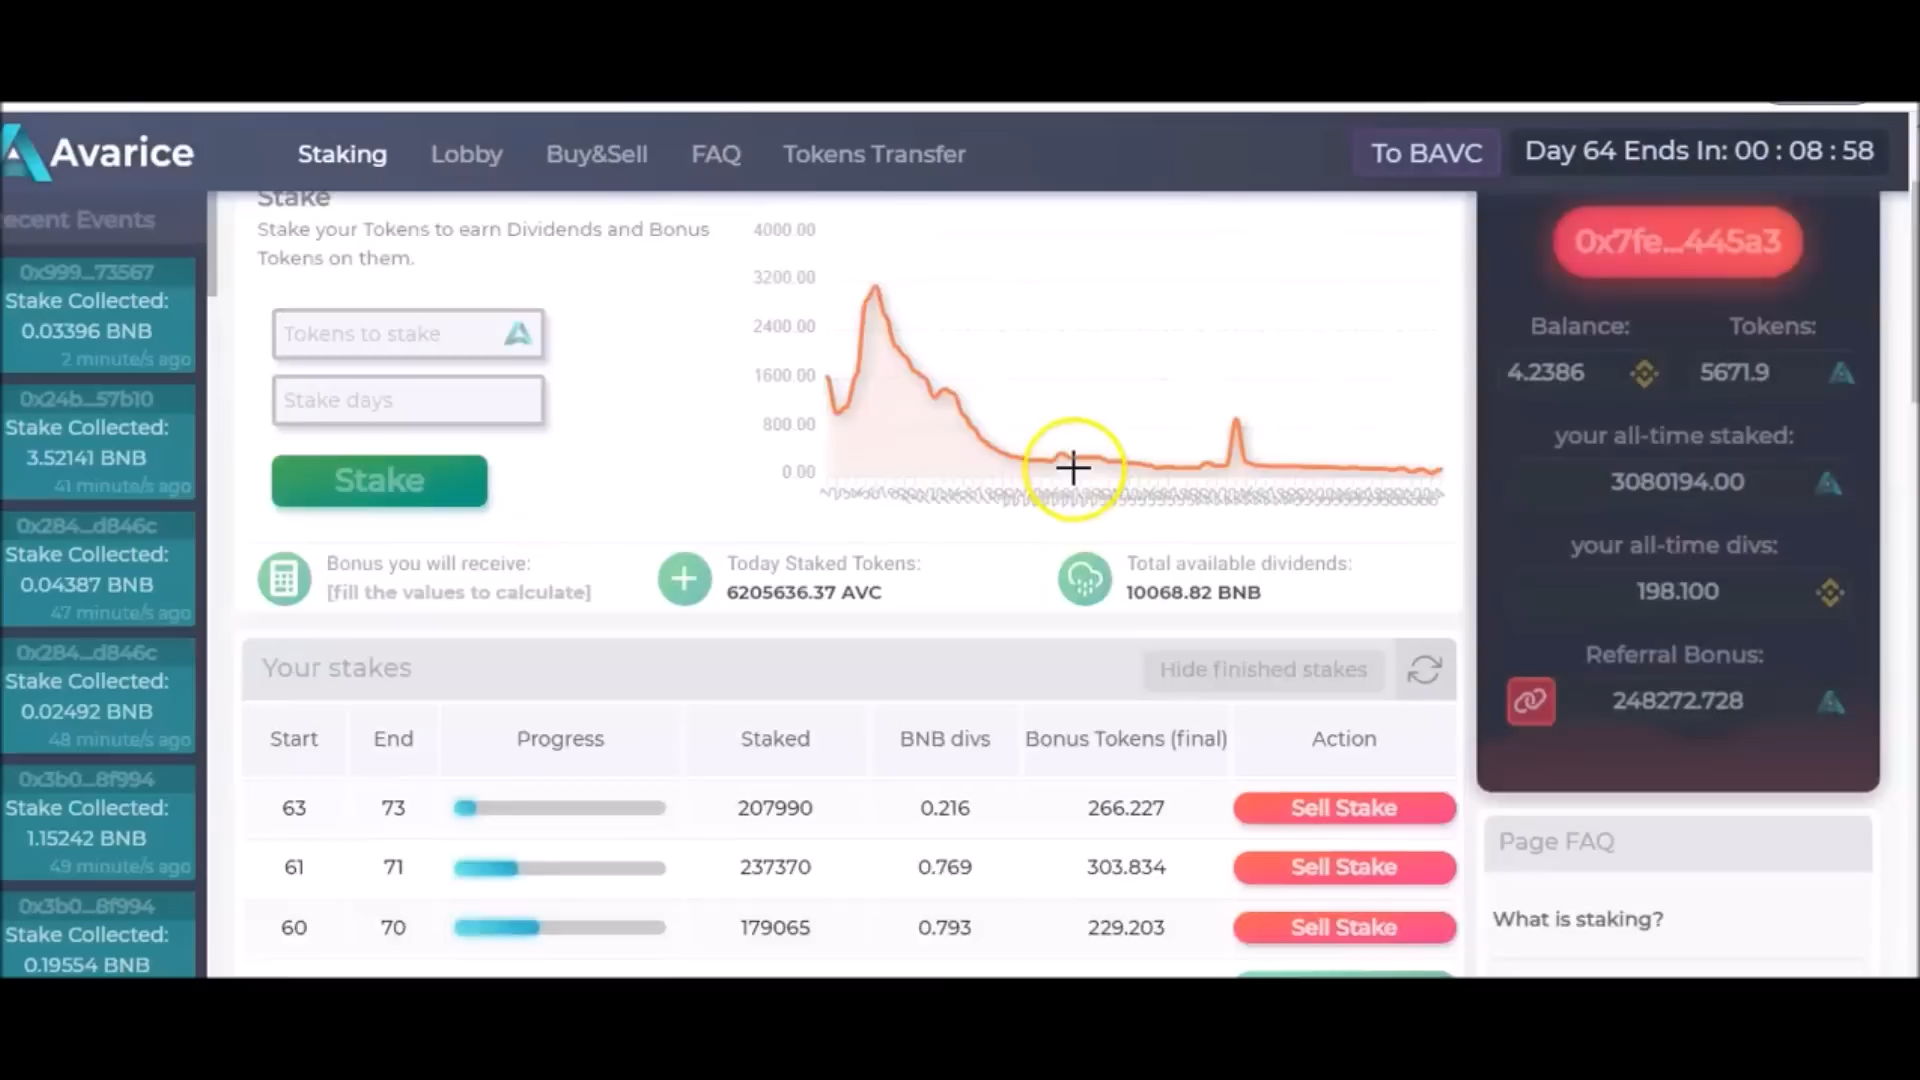 Avarice
Staking
Lobby
Buy&Sell
FAQ
Tokens Transfer
To BAVC
Day 64 Ends In: 00 : 08 : 58
ecent Events
0x999...73567
Stake Collected:
0.03396 BNB
2 minute/s ago
0x24b...57b10
Stake Collected:
3.52141 BNB
41 minute/s ago
0x284...d846c
Stake Collected:
0.04387 BNB
47 minute/s ago
0x284...d846c
Stake Collected:
0.02492 BNB
48 minute/s ago
0x3b0...8f994
Stake Collected:
1.15242 BNB
49 minute/s ago
0x3b0...8f994
Stake Collected:
0.19554 BNB
Stake
Stake your Tokens to earn Dividends and Bonus
Tokens on them.
Tokens to stake
Stake days
Stake
4000.00
3200.00
2400.00
1600.00
800.00
0.00
Bonus you will receive:
[fill the values to calculate]
Today Staked Tokens:
6205636.37 AVC
Total available dividends:
10068.82 BNB
Your stakes
Hide finished stakes
Start End Progress Staked BNB divs Bonus Tokens (final) Action
63 73 207990 0.216 266.227 Sell Stake
61 71 237370 0.769 303.834 Sell Stake
60 70 179065 0.793 229.203 Sell Stake
0x7fe...445a3
Balance: Tokens:
4.2386 5671.9
your all-time staked:
3080194.00
your all-time divs:
198.100
Referral Bonus:
248272.728
Page FAQ
What is staking?